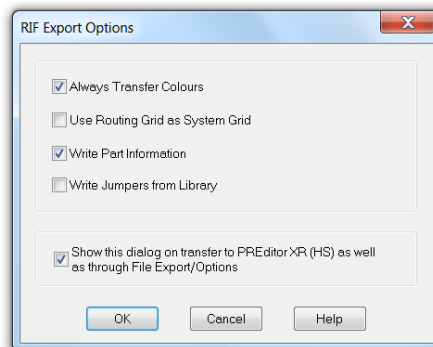 RIF Export Options
Always Transfer Colours
Use Routing Grid as System Grid
Write Part Information
Write Jumpers from Library
Show this dialog on transfer to PREditor XR (HS) as well
as through File Export/Options
OK Cancel Help